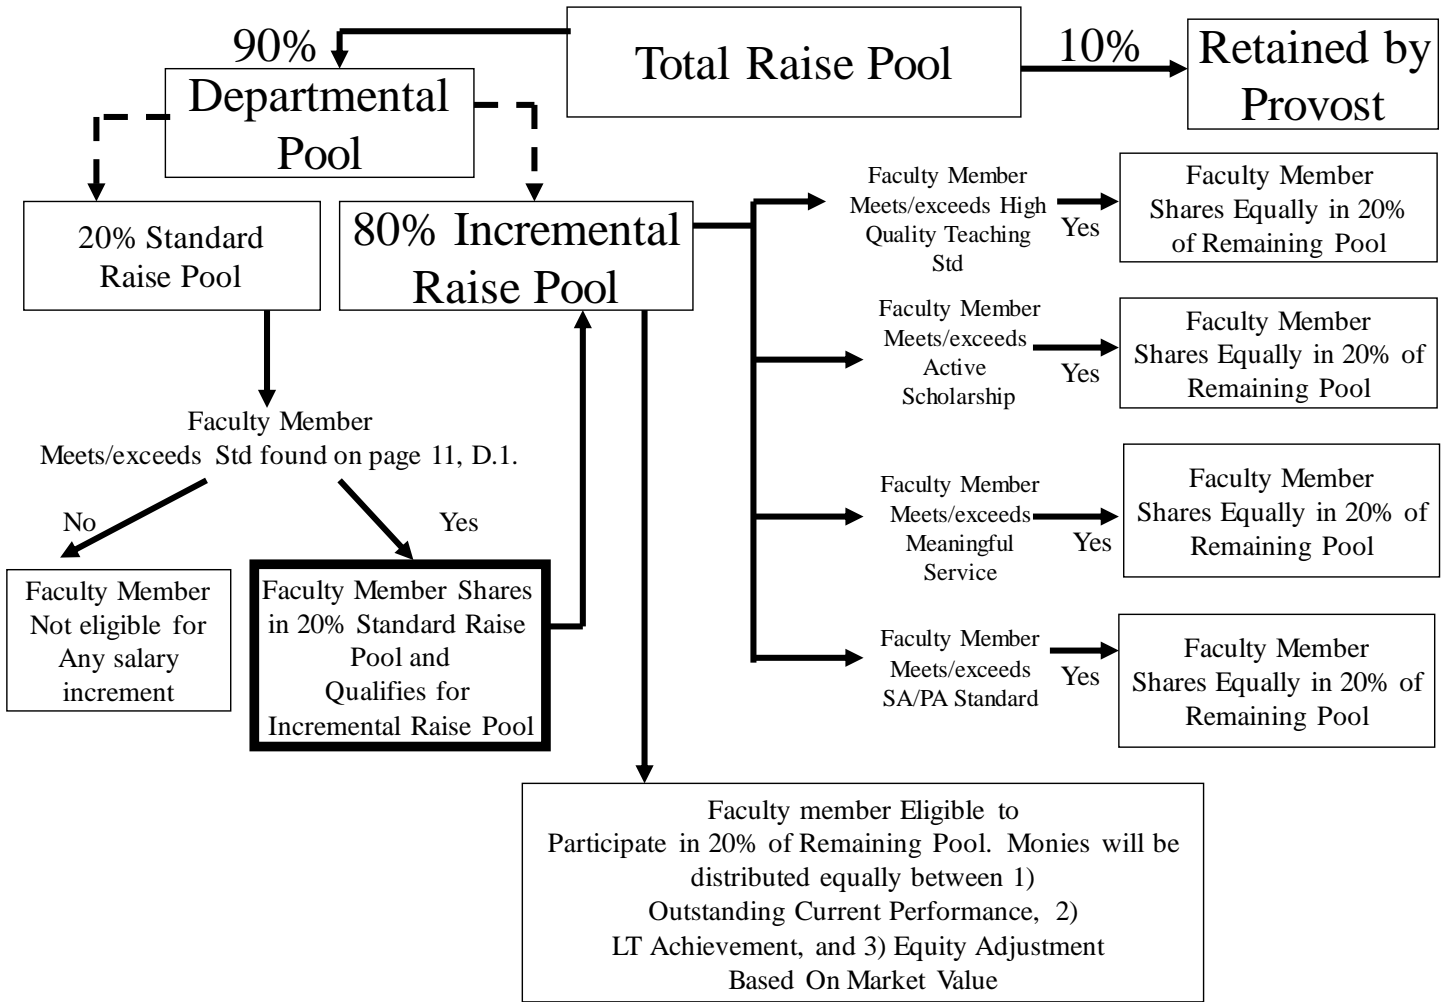 90%
Total Raise Pool
10%
Retained by
Provost
Departmental
Pool
20% Standard
Raise Pool
80% Incremental
Raise Pool
Faculty Member
Meets/exceeds High
Quality Teaching
Std
Yes
Faculty Member
Shares Equally in 20%
of Remaining Pool
Faculty Member
Meets/exceeds
Active
Scholarship
Yes
Faculty Member
Shares Equally in 20% of
Remaining Pool
Faculty Member
Meets/exceeds Std found on page 11, D.1.
No
Yes
Faculty Member
Meets/exceeds
Meaningful
Service
Yes
Faculty Member
Shares Equally in 20% of
Remaining Pool
Faculty Member
Not eligible for
Any salary
increment
Faculty Member Shares
in 20% Standard Raise
Pool and
Qualifies for
Incremental Raise Pool
Faculty Member
Meets/exceeds
SA/PA Standard
Yes
Faculty Member
Shares Equally in 20% of
Remaining Pool
Faculty member Eligible to
Participate in 20% of Remaining Pool. Monies will be
distributed equally between 1)
Outstanding Current Performance, 2)
LT Achievement, and 3) Equity Adjustment
Based On Market Value